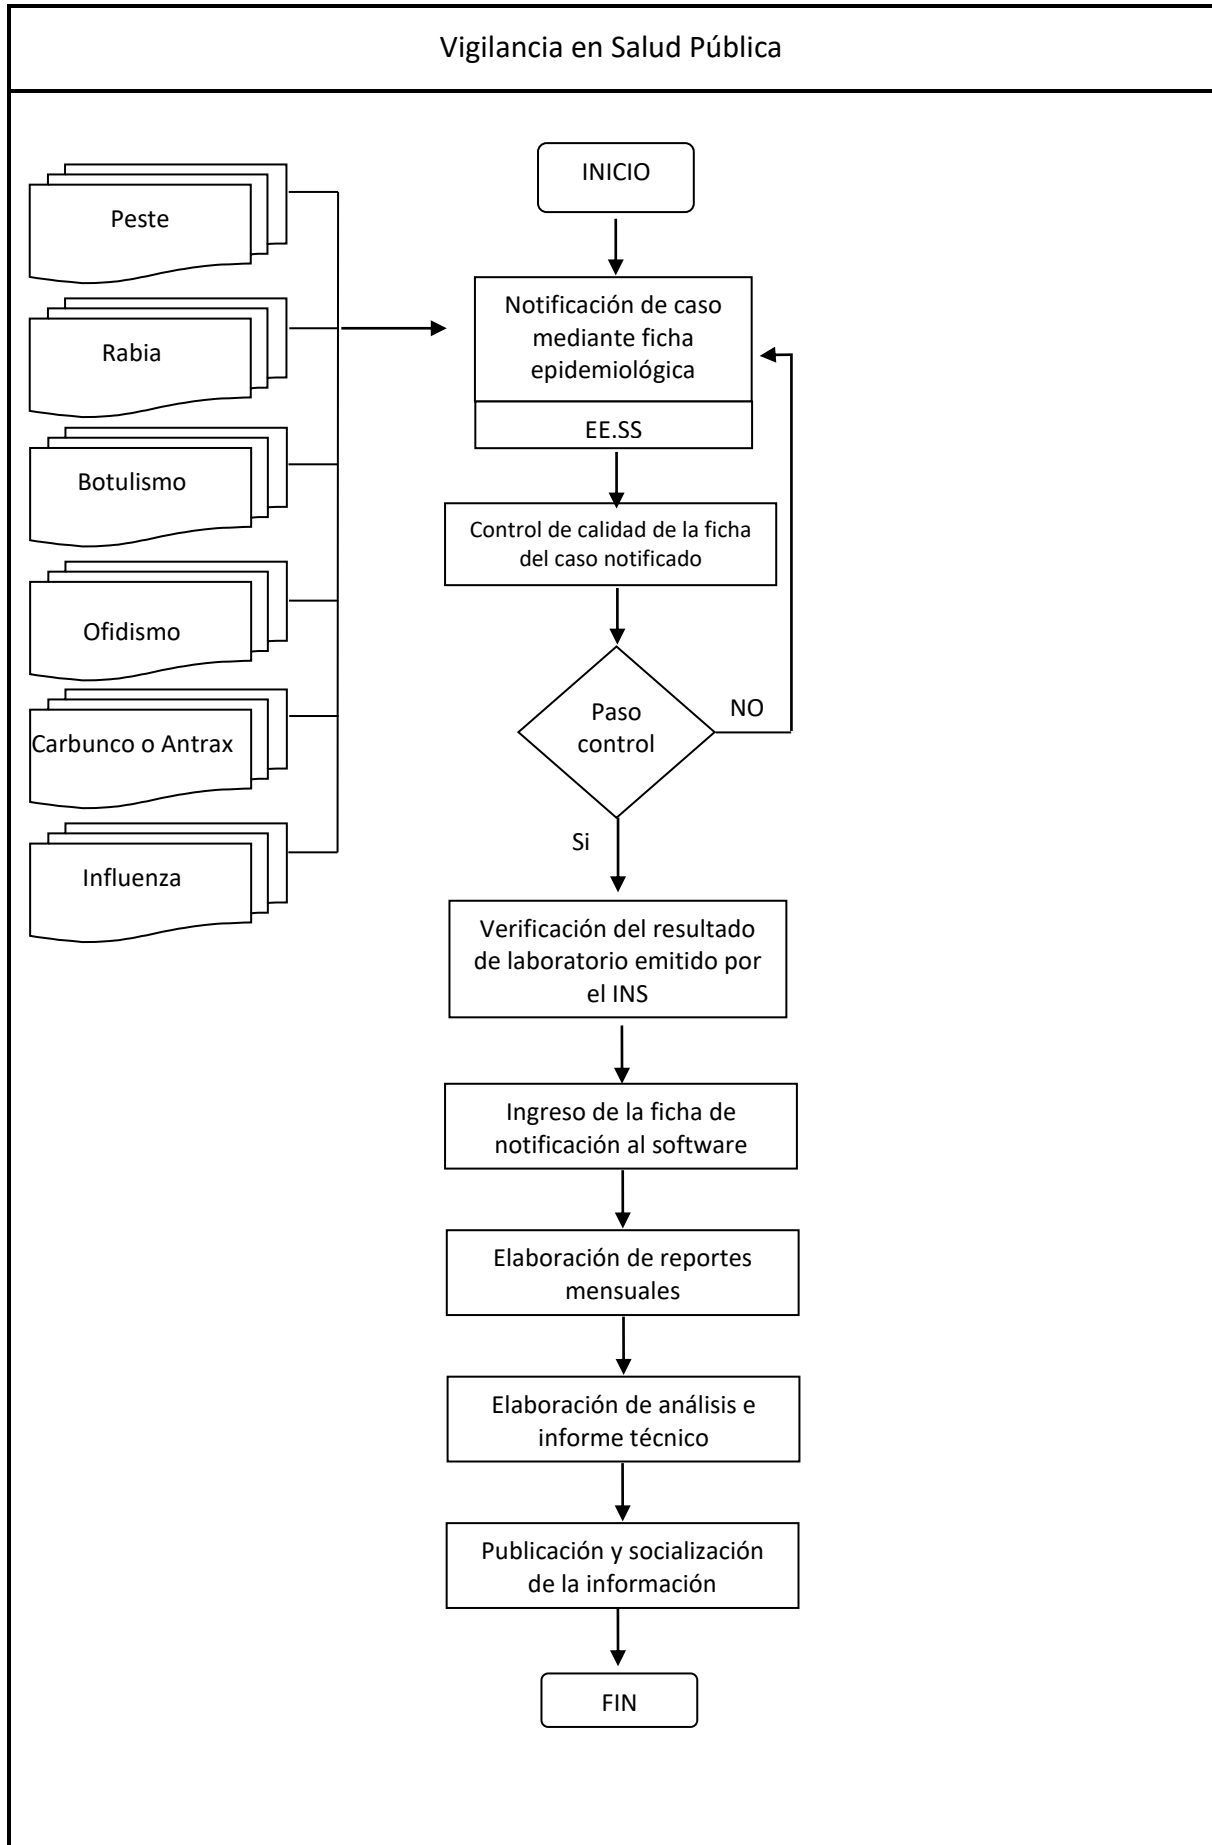 Vigilancia en Salud Pública
INICIO
Peste
Rabia
Botulismo
Ofidismo
Carbunco o Antrax
Influenza
Notificación de caso
mediante ficha
epidemiológica
EE.SS
Control de calidad de la ficha
del caso notificado
Paso
control
NO
Si
Verificación del resultado
de laboratorio emitido por
el INS
Ingreso de la ficha de
notificación al software
Elaboración de reportes
mensuales
Elaboración de análisis e
informe técnico
Publicación y socialización
de la información
FIN